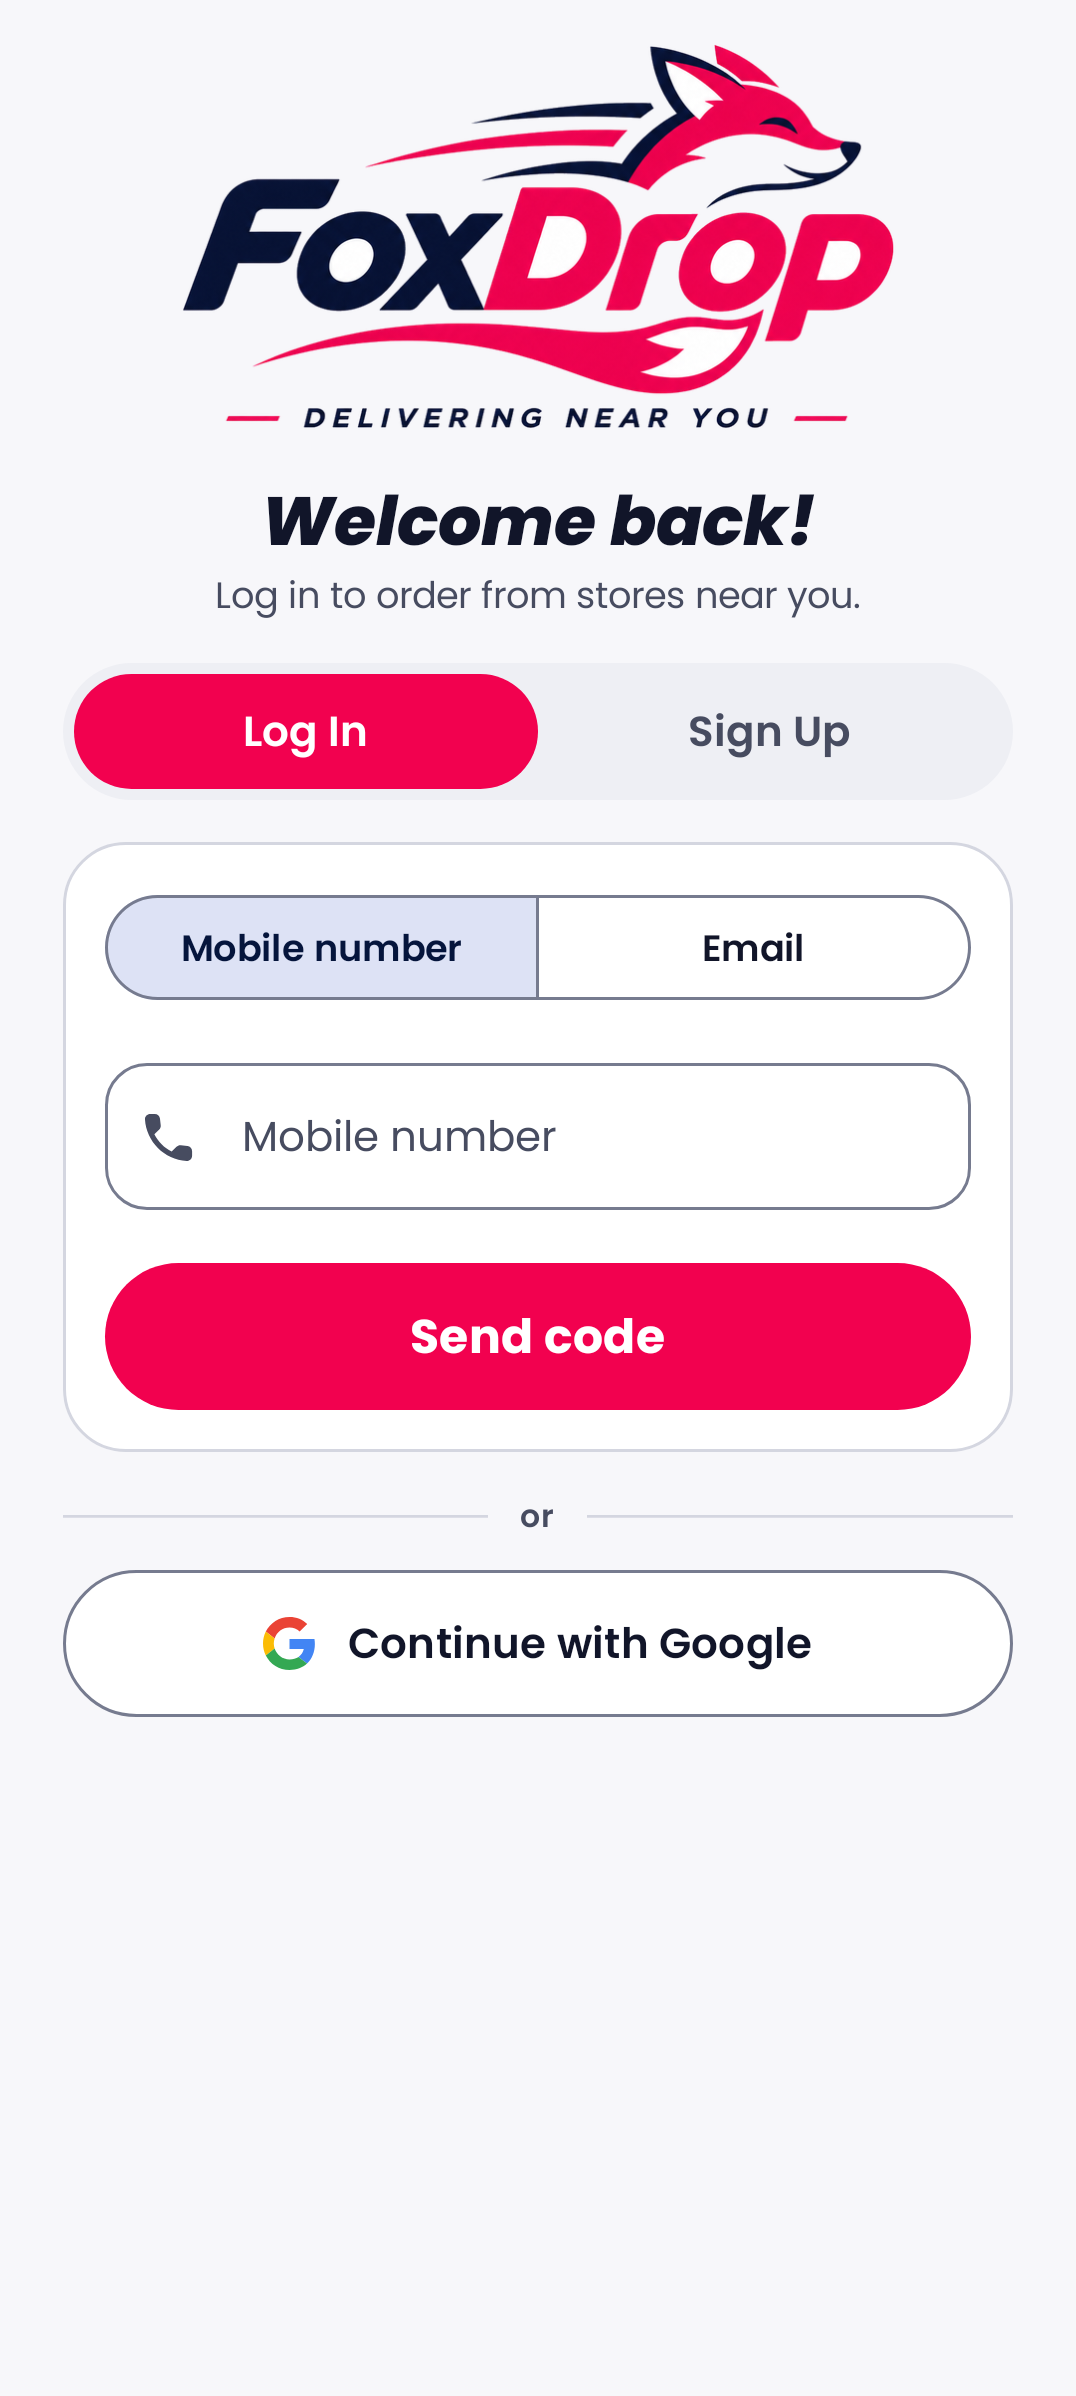 FoxDrop
DELIVERING NEAR YOU
Welcome back!
Log in to order from stores near you.
Log In
Sign Up
Mobile number
Email
Mobile number
Send code
or
Continue with Google